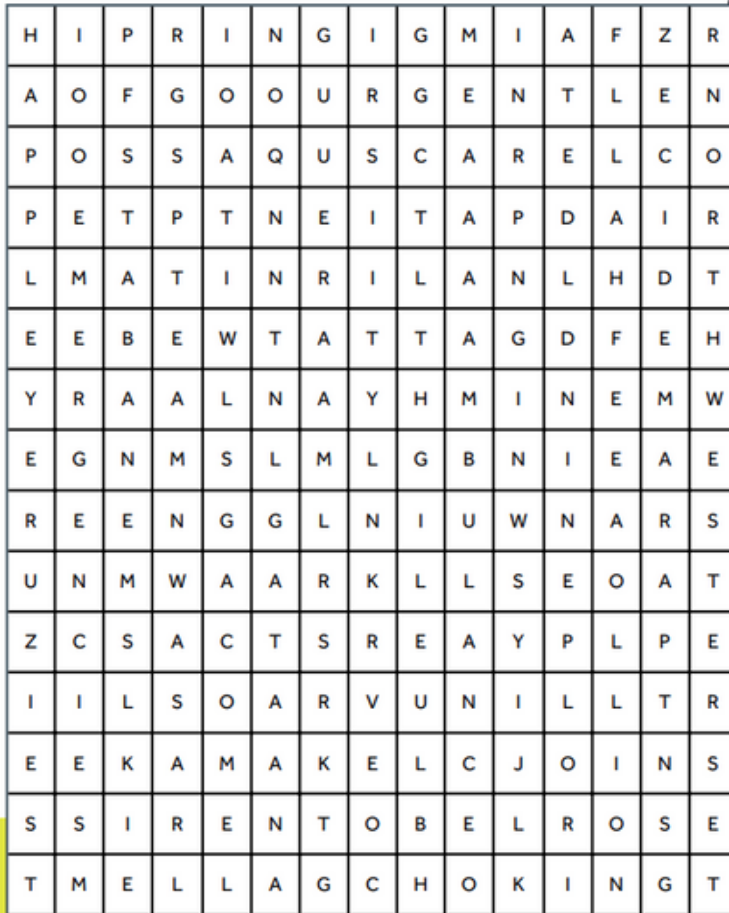 H I P R I N G I G M I A F Z R
A O F G O O U R G E N T L E N
P O S S A Q U S C A R E L C O
P E T P T N E I T A P D A I R
L M A T I N R I L A N L H D T
E E B E W T A T T A G D F E H
Y R A A L N A Y H M I N E M W
E G N M S L M L G B N I E A E
R E E N G G L N I U W N A R S
U N M W A A R K L L S E O A T
Z C S A C T S R E A Y P L P E
I I L S O A R V U N I L L T R
E E K A M A K E L C J O I N S
S S I R E N T O B E L R O S E
T M E L L A G C H O K I N G T